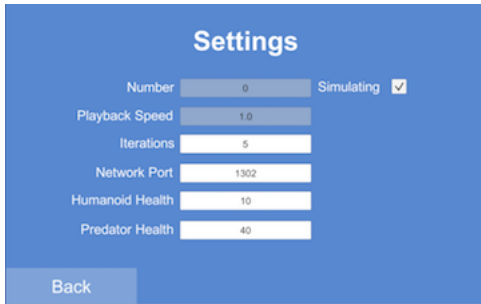 Settings
Number 0 Simulating
Playback Speed 1.0
Iterations 5
Network Port 1302
Humanoid Health 10
Predator Health 40
Back